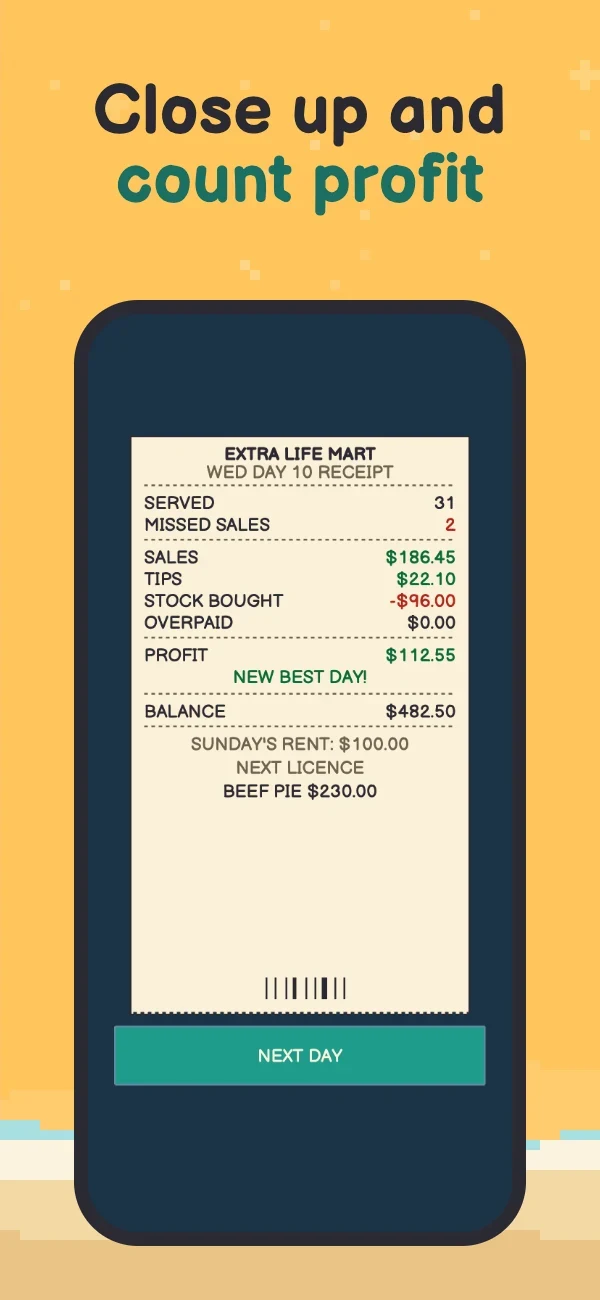 Close up and
count profit
EXTRA LIFE MART
WED DAY 10 RECEIPT
SERVED 31
MISSED SALES 2
SALES $186.45
TIPS $22.10
STOCK BOUGHT -$96.00
OVERPAID $0.00
PROFIT $112.55
NEW BEST DAY!
BALANCE $482.50
SUNDAY'S RENT: $100.00
NEXT LICENCE
BEEF PIE $230.00
NEXT DAY